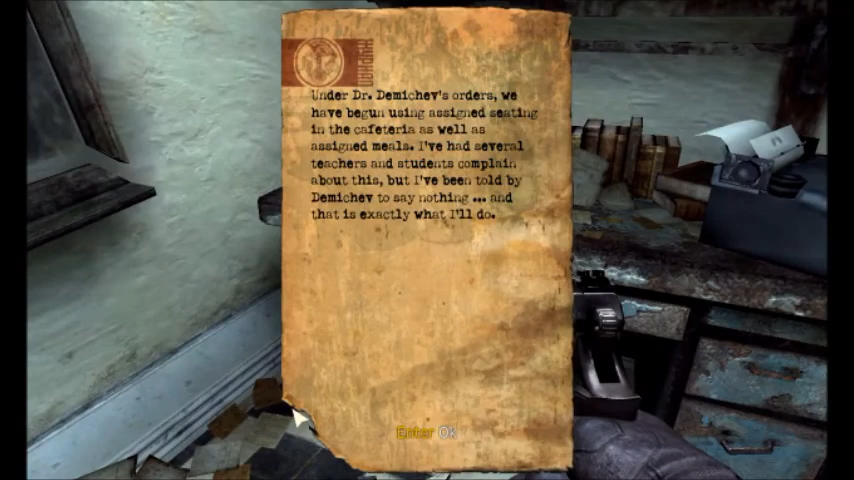 Under Dr. Demichev's orders, we
have begun using assigned seating
in the cafeteria as well as
assigned meals. I've had several
teachers and students complain
about this, but I've been told by
Demichev to say nothing ... and
that is exactly what I'll do.
Enter Ok